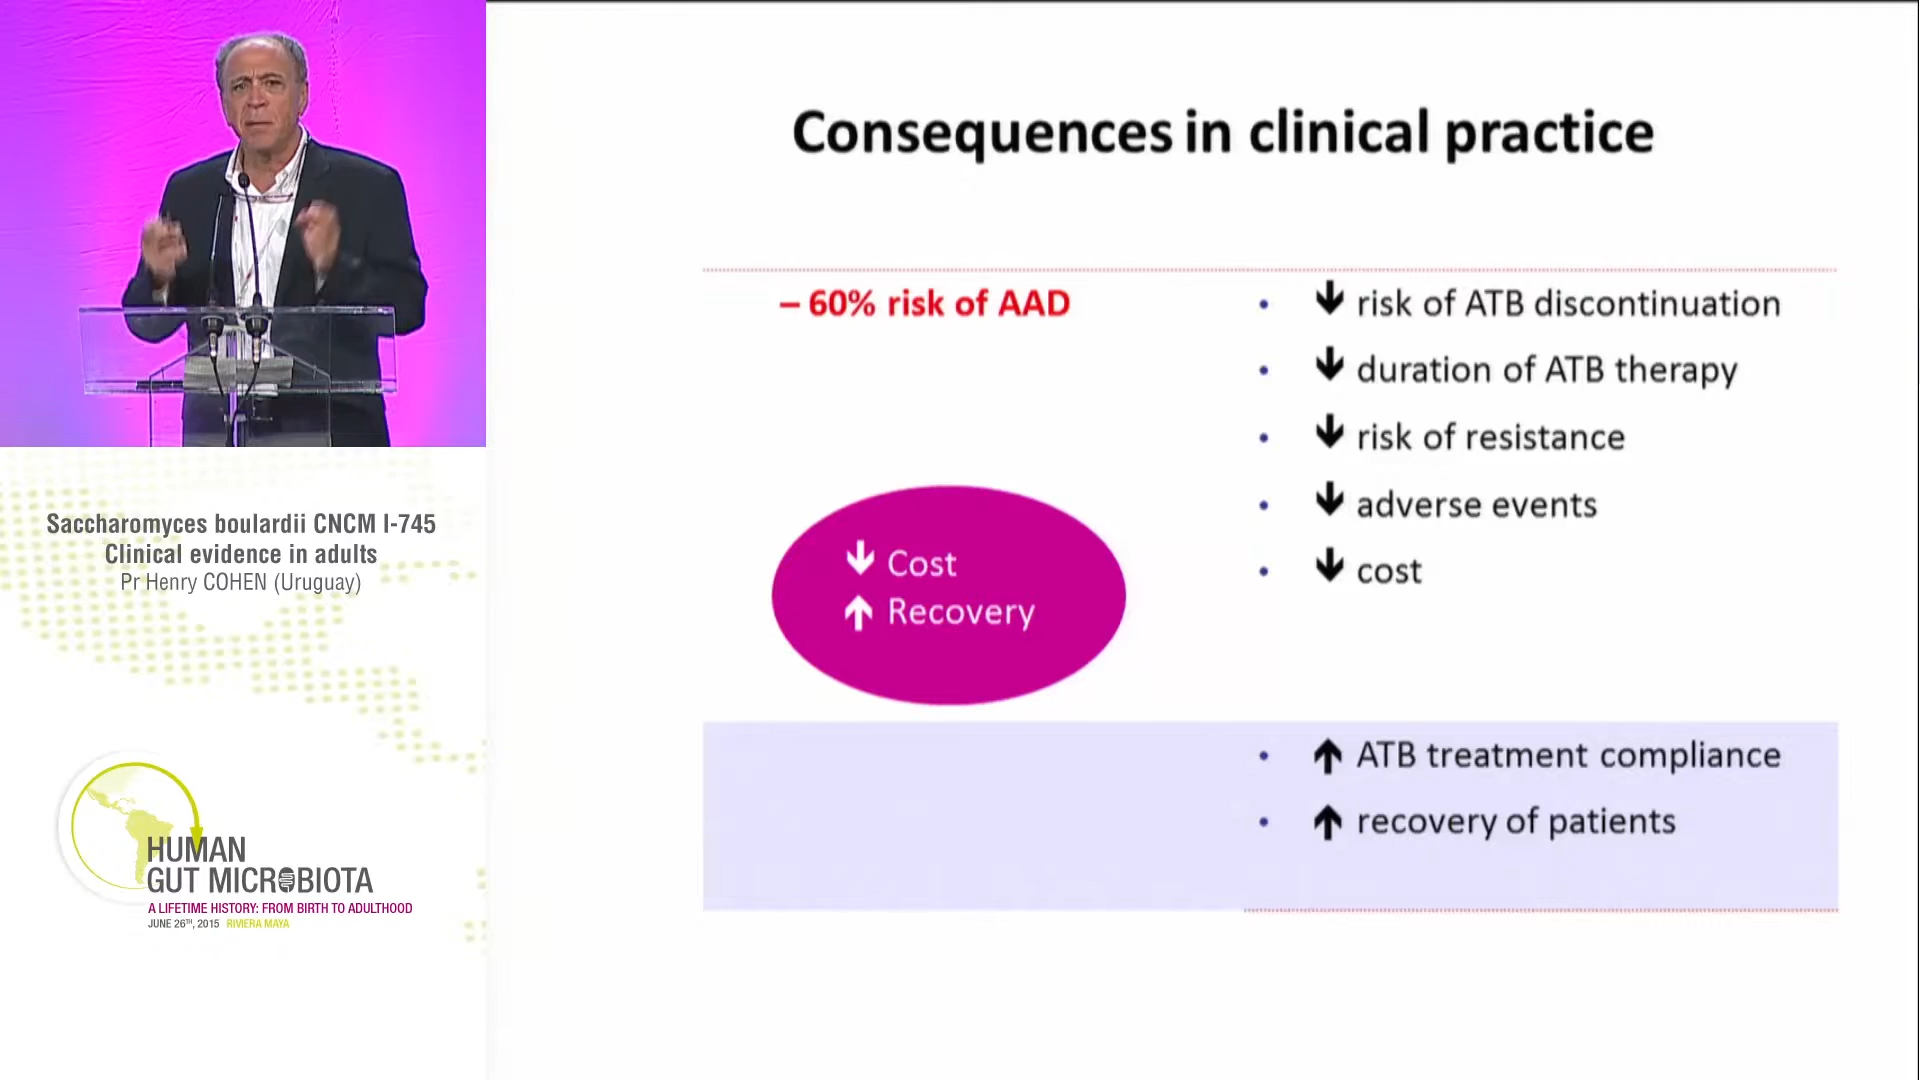 Consequences in clinical practice
– 60% risk of AAD
• ↓ risk of ATB discontinuation
• ↓ duration of ATB therapy
• ↓ risk of resistance
• ↓ adverse events
• ↓ cost
↓ Cost
↑ Recovery
• ↑ ATB treatment compliance
• ↑ recovery of patients
Saccharomyces boulardii CNCM I-745
Clinical evidence in adults
Pr Henry COHEN (Uruguay)
HUMAN
GUT MICROBIOTA
A LIFETIME HISTORY: FROM BIRTH TO ADULTHOOD
JUNE 26TH, 2015 RIVIERA MAYA